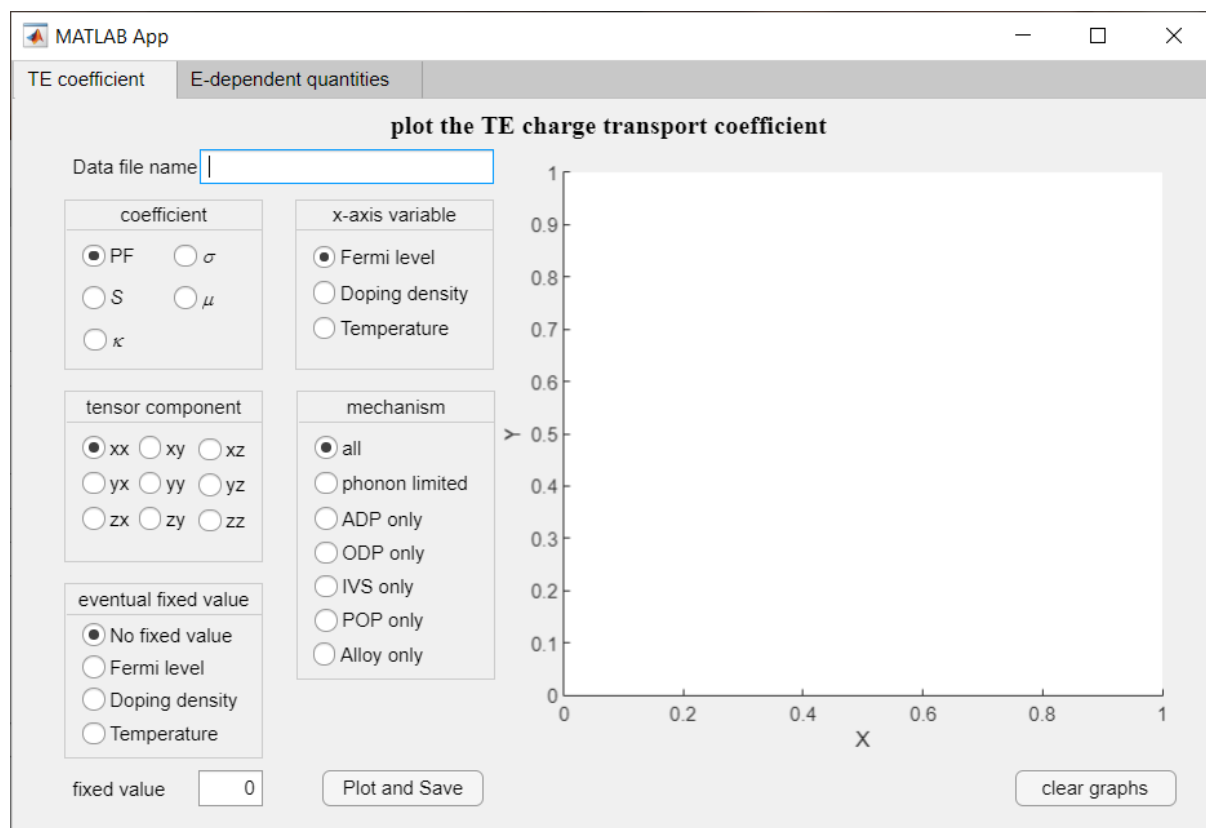 MATLAB App
TE coefficient E-dependent quantities
plot the TE charge transport coefficient
Data file name
coefficient
PF σ
S μ
κ
x-axis variable
Fermi level
Doping density
Temperature
tensor component
xx xy xz
yx yy yz
zx zy zz
mechanism
all
phonon limited
ADP only
ODP only
IVS only
POP only
Alloy only
eventual fixed value
No fixed value
Fermi level
Doping density
Temperature
fixed value 0
Plot and Save
1
0.9
0.8
0.7
0.6
Y 0.5
0.4
0.3
0.2
0.1
0
0 0.2 0.4 0.6 0.8 1
X
clear graphs